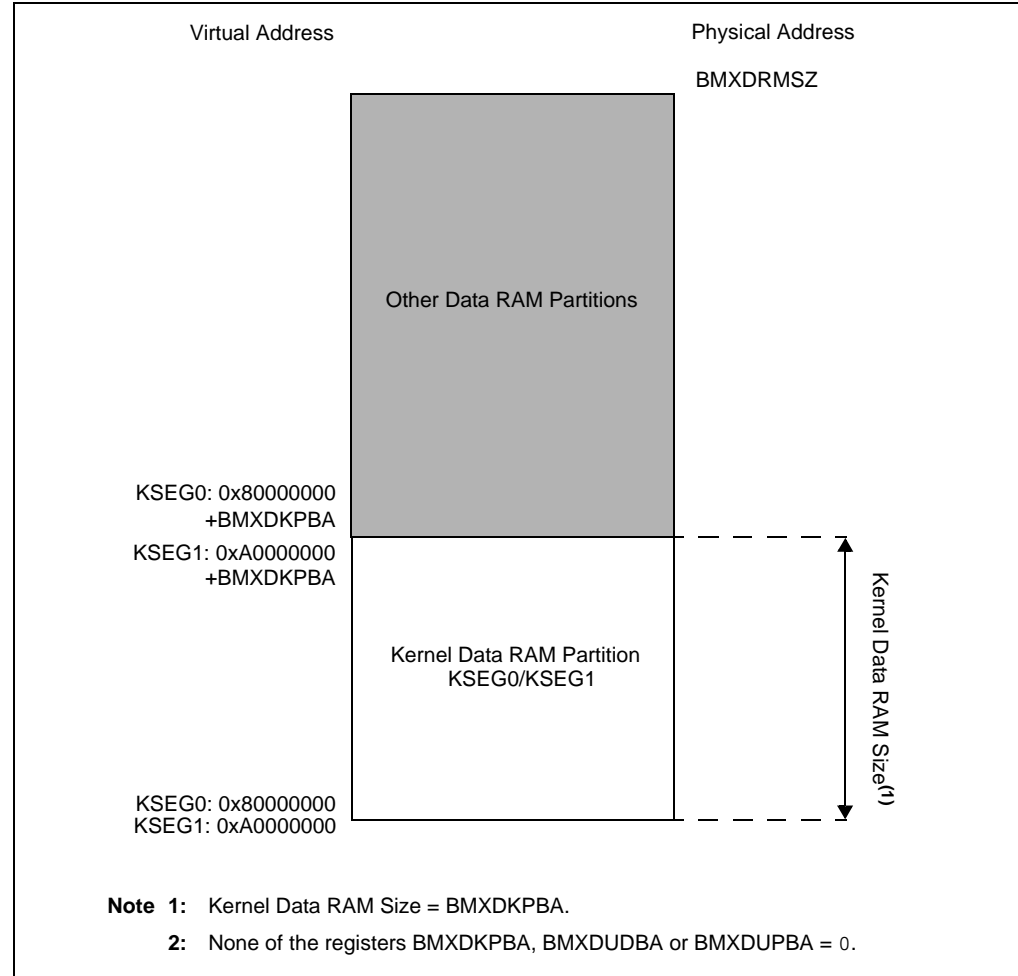 Virtual Address
Physical Address
BMXDRMSZ
Other Data RAM Partitions
KSEG0: 0x80000000
+BMXDKPBA
KSEG1: 0xA0000000
+BMXDKPBA
Kernel Data RAM Partition
KSEG0/KSEG1
Kernel Data RAM Size(1)
KSEG0: 0x80000000
KSEG1: 0xA0000000
Note 1: Kernel Data RAM Size = BMXDKPBA.
2: None of the registers BMXDKPBA, BMXDUDBA or BMXDUPBA = 0.